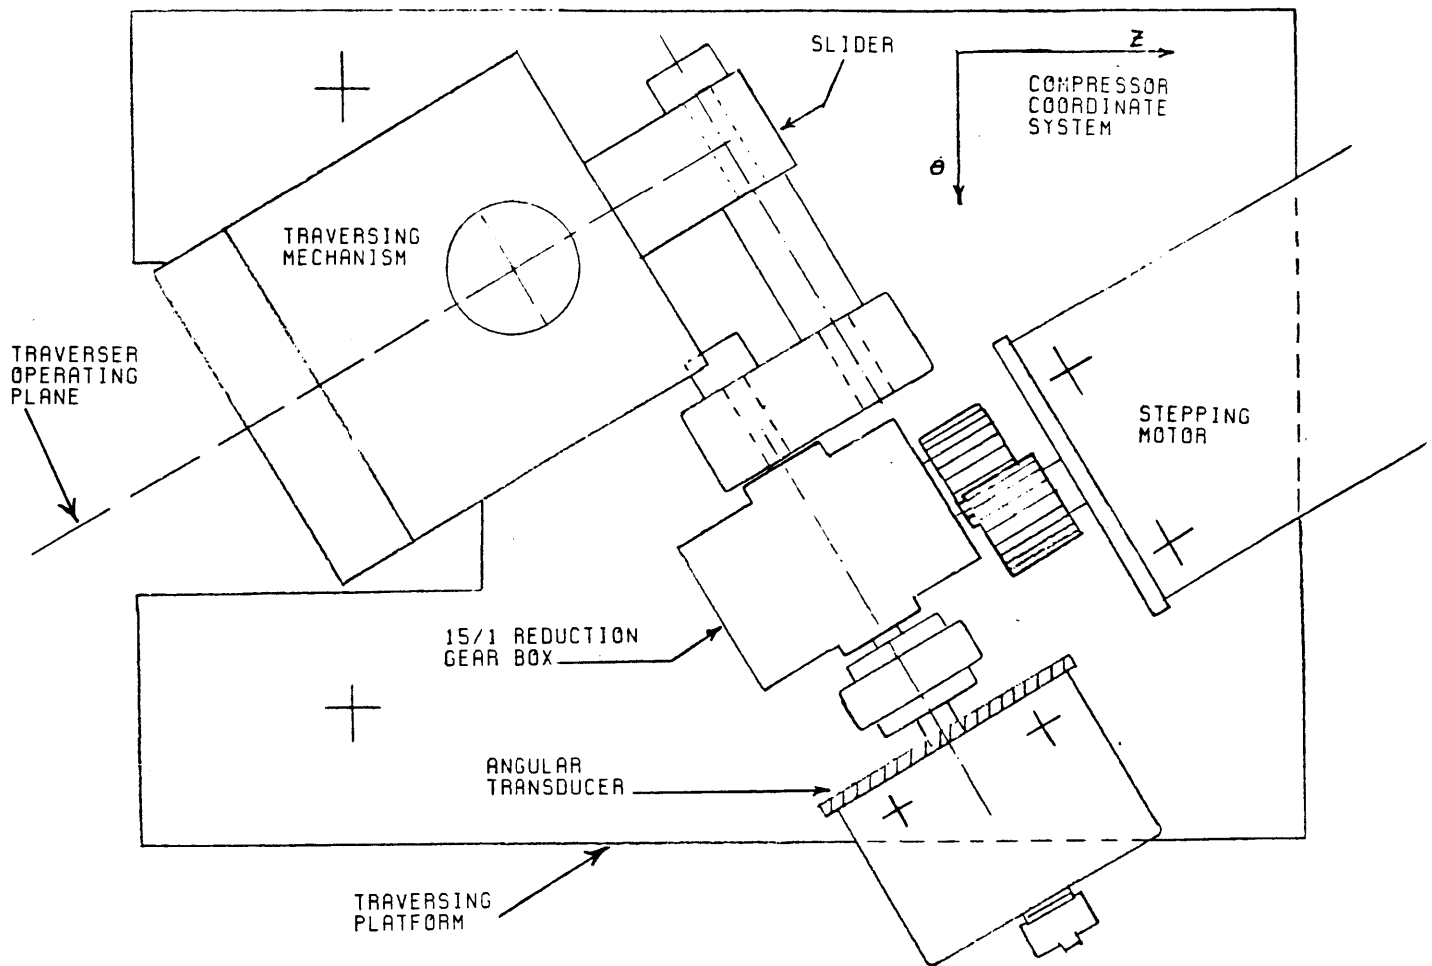 SLIDER
Z
COMPRESSOR
COORDINATE
SYSTEM
θ
TRAVERSING
MECHANISM
TRAVERSER
OPERATING
PLANE
STEPPING
MOTOR
15/1 REDUCTION
GEAR BOX
ANGULAR
TRANSDUCER
TRAVERSING
PLATFORM